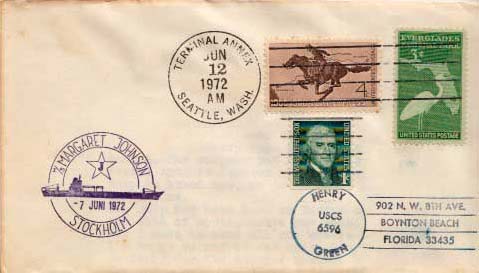 TERMINAL ANNEX
JUN
12
1972
AM
SEATTLE, WASH.
4
EVERGLADES
3¢
UNITED STATES POSTAGE
1¢
M/S MARGARET JOHNSON
J
-7 JUNI 1972
STOCKHOLM
HENRY
USCS
6596
GREEN
902 N. W. 8TH AVE.
BOYNTON BEACH
FLORIDA 33435